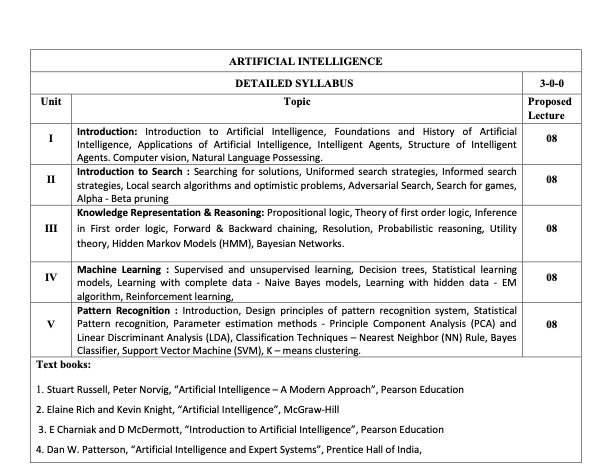 ARTIFICIAL INTELLIGENCE
DETAILED SYLLABUS 3-0-0
Unit Topic Proposed
Lecture
I Introduction: Introduction to Artificial Intelligence, Foundations and History of Artificial 08
Intelligence, Applications of Artificial Intelligence, Intelligent Agents, Structure of Intelligent
Agents. Computer vision, Natural Language Possessing.
II Introduction to Search : Searching for solutions, Uniformed search strategies, Informed search 08
strategies, Local search algorithms and optimistic problems, Adversarial Search, Search for games,
Alpha - Beta pruning
III Knowledge Representation & Reasoning: Propositional logic, Theory of first order logic, Inference 08
in First order logic, Forward & Backward chaining, Resolution, Probabilistic reasoning, Utility
theory, Hidden Markov Models (HMM), Bayesian Networks.
IV Machine Learning : Supervised and unsupervised learning, Decision trees, Statistical learning 08
models, Learning with complete data - Naive Bayes models, Learning with hidden data - EM
algorithm, Reinforcement learning,
V Pattern Recognition : Introduction, Design principles of pattern recognition system, Statistical 08
Pattern recognition, Parameter estimation methods - Principle Component Analysis (PCA) and
Linear Discriminant Analysis (LDA), Classification Techniques – Nearest Neighbor (NN) Rule, Bayes
Classifier, Support Vector Machine (SVM), K – means clustering.
Text books:
1. Stuart Russell, Peter Norvig, “Artificial Intelligence – A Modern Approach”, Pearson Education
2. Elaine Rich and Kevin Knight, “Artificial Intelligence”, McGraw-Hill
3. E Charniak and D McDermott, “Introduction to Artificial Intelligence”, Pearson Education
4. Dan W. Patterson, “Artificial Intelligence and Expert Systems”, Prentice Hall of India,